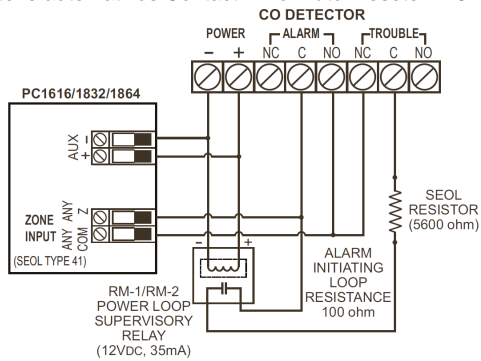 CO DETECTOR
POWER ALARM TROUBLE
– + NC C NO NC C NO
PC1616/1832/1864
AUX
–
+
ZONE
INPUT
ANY Z
ANY COM
(SEOL TYPE 41)
– +
SEOL
RESISTOR
(5600 ohm)
ALARM
INITIATING
LOOP
RESISTANCE
100 ohm
RM-1/RM-2
POWER LOOP
SUPERVISORY
RELAY
(12VDC, 35mA)